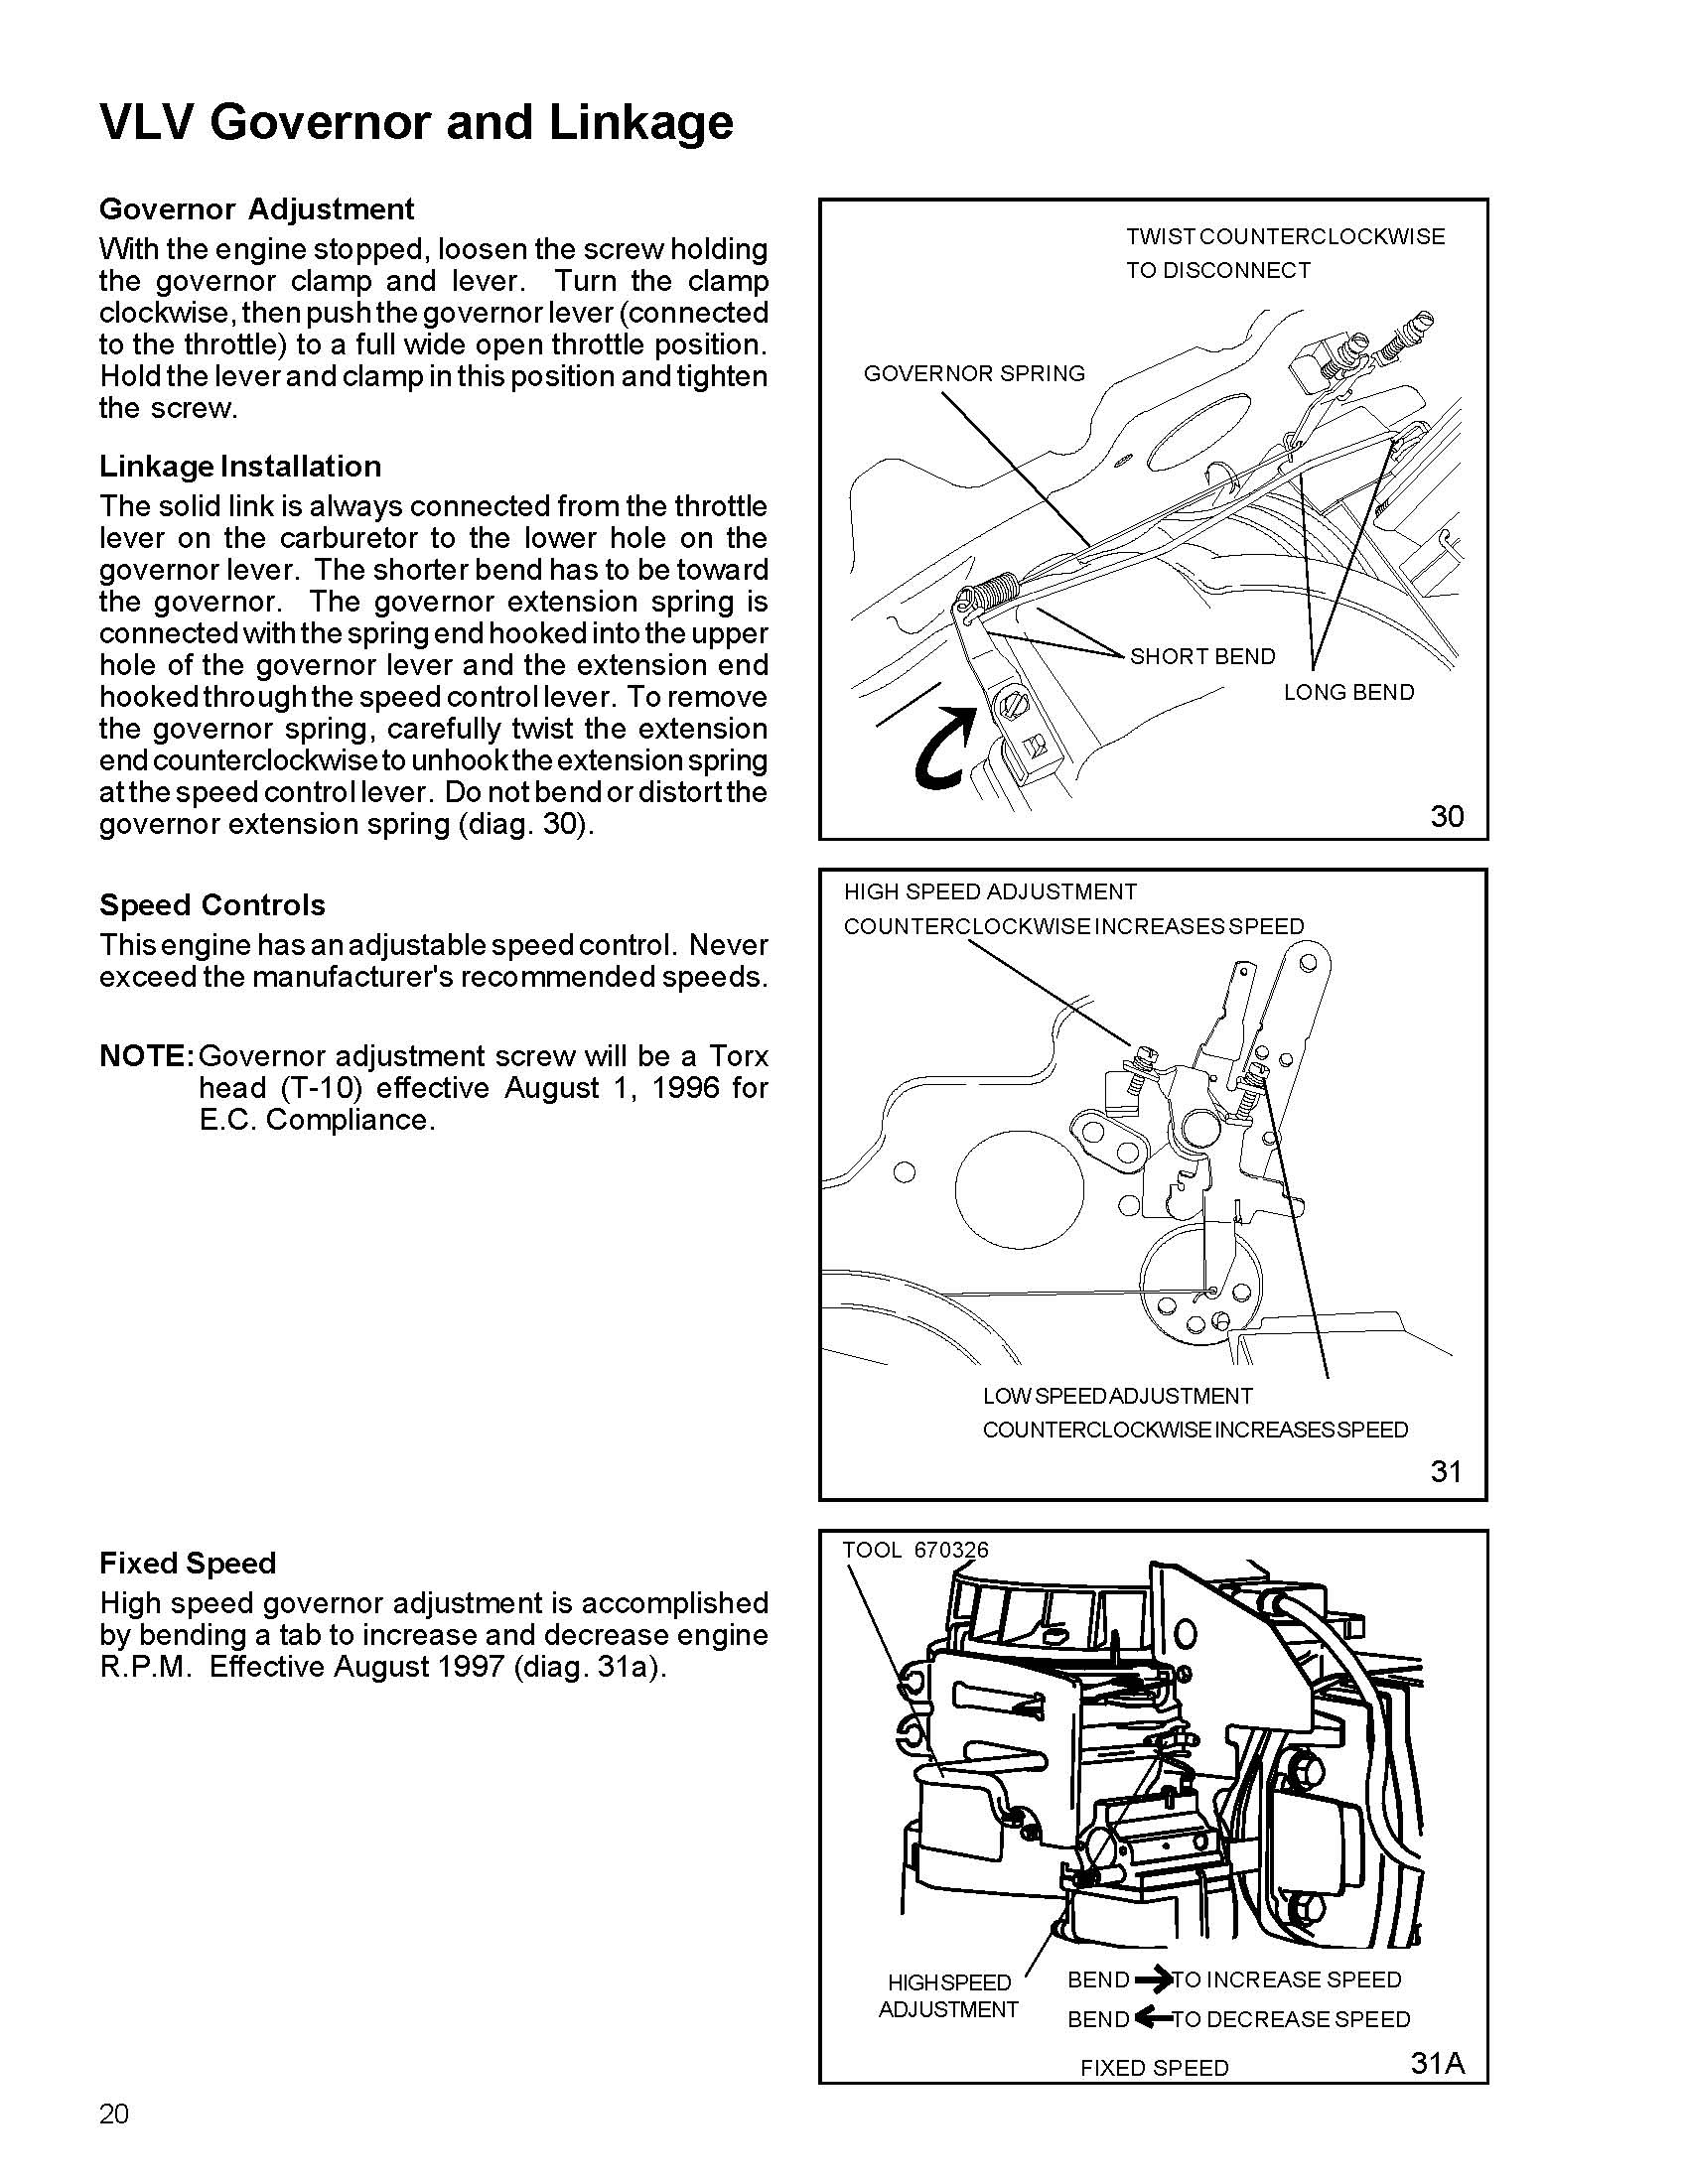 VLV Governor and Linkage
Governor Adjustment
With the engine stopped, loosen the screw holding
the governor clamp and lever. Turn the clamp
clockwise, then push the governor lever (connected
to the throttle) to a full wide open throttle position.
Hold the lever and clamp in this position and tighten
the screw.
Linkage Installation
The solid link is always connected from the throttle
lever on the carburetor to the lower hole on the
governor lever. The shorter bend has to be toward
the governor. The governor extension spring is
connected with the spring end hooked into the upper
hole of the governor lever and the extension end
hooked through the speed control lever. To remove
the governor spring, carefully twist the extension
end counterclockwise to unhook the extension spring
at the speed control lever. Do not bend or distort the
governor extension spring (diag. 30).
Speed Controls
This engine has an adjustable speed control. Never
exceed the manufacturer's recommended speeds.
NOTE: Governor adjustment screw will be a Torx
head (T-10) effective August 1, 1996 for
E.C. Compliance.
Fixed Speed
High speed governor adjustment is accomplished
by bending a tab to increase and decrease engine
R.P.M. Effective August 1997 (diag. 31a).
TWIST COUNTERCLOCKWISE
TO DISCONNECT
GOVERNOR SPRING
SHORT BEND
LONG BEND
30
HIGH SPEED ADJUSTMENT
COUNTERCLOCKWISE INCREASES SPEED
LOW SPEED ADJUSTMENT
COUNTERCLOCKWISE INCREASES SPEED
31
TOOL 670326
HIGH SPEED
ADJUSTMENT
BEND → TO INCREASE SPEED
BEND ← TO DECREASE SPEED
FIXED SPEED
31A
20